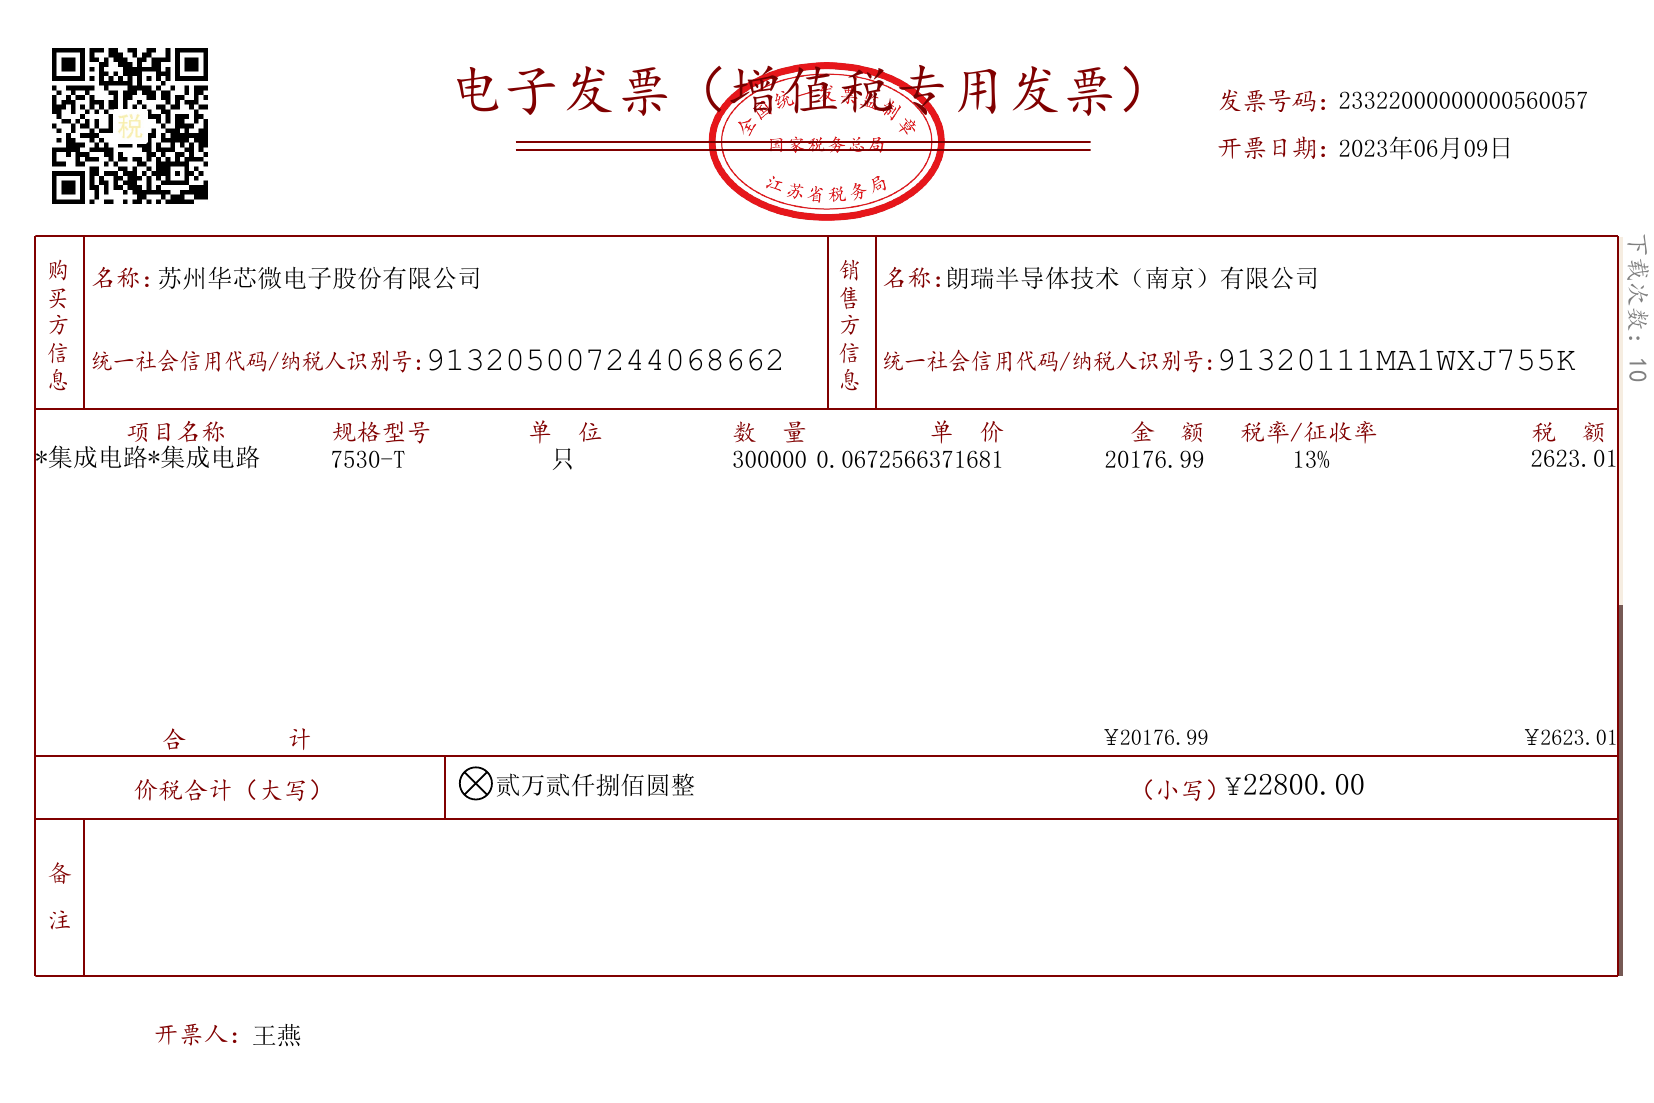 电子发票（增值税专用发票）
全国统一发票监制章
国家税务总局
江苏省税务局
发票号码：23322000000000560057
开票日期：2023年06月09日
下载次数：10
购买方信息
名称：苏州华芯微电子股份有限公司
统一社会信用代码/纳税人识别号：913205007244068662
销售方信息
名称：朗瑞半导体技术（南京）有限公司
统一社会信用代码/纳税人识别号：91320111MA1WXJ755K
项目名称 规格型号 单位 数量 单价 金额 税率/征收率 税额
*集成电路*集成电路 7530-T 只 300000 0.0672566371681 20176.99 13% 2623.01
合计 ¥20176.99 ¥2623.01
价税合计（大写） ⊗贰万贰仟捌佰圆整 （小写）¥22800.00
备注
开票人：王燕
税